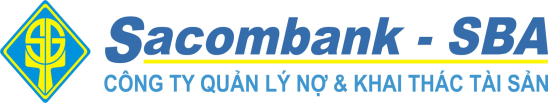 Sacombank - SBA
CÔNG TY QUẢN LÝ NỢ & KHAI THÁC TÀI SẢN